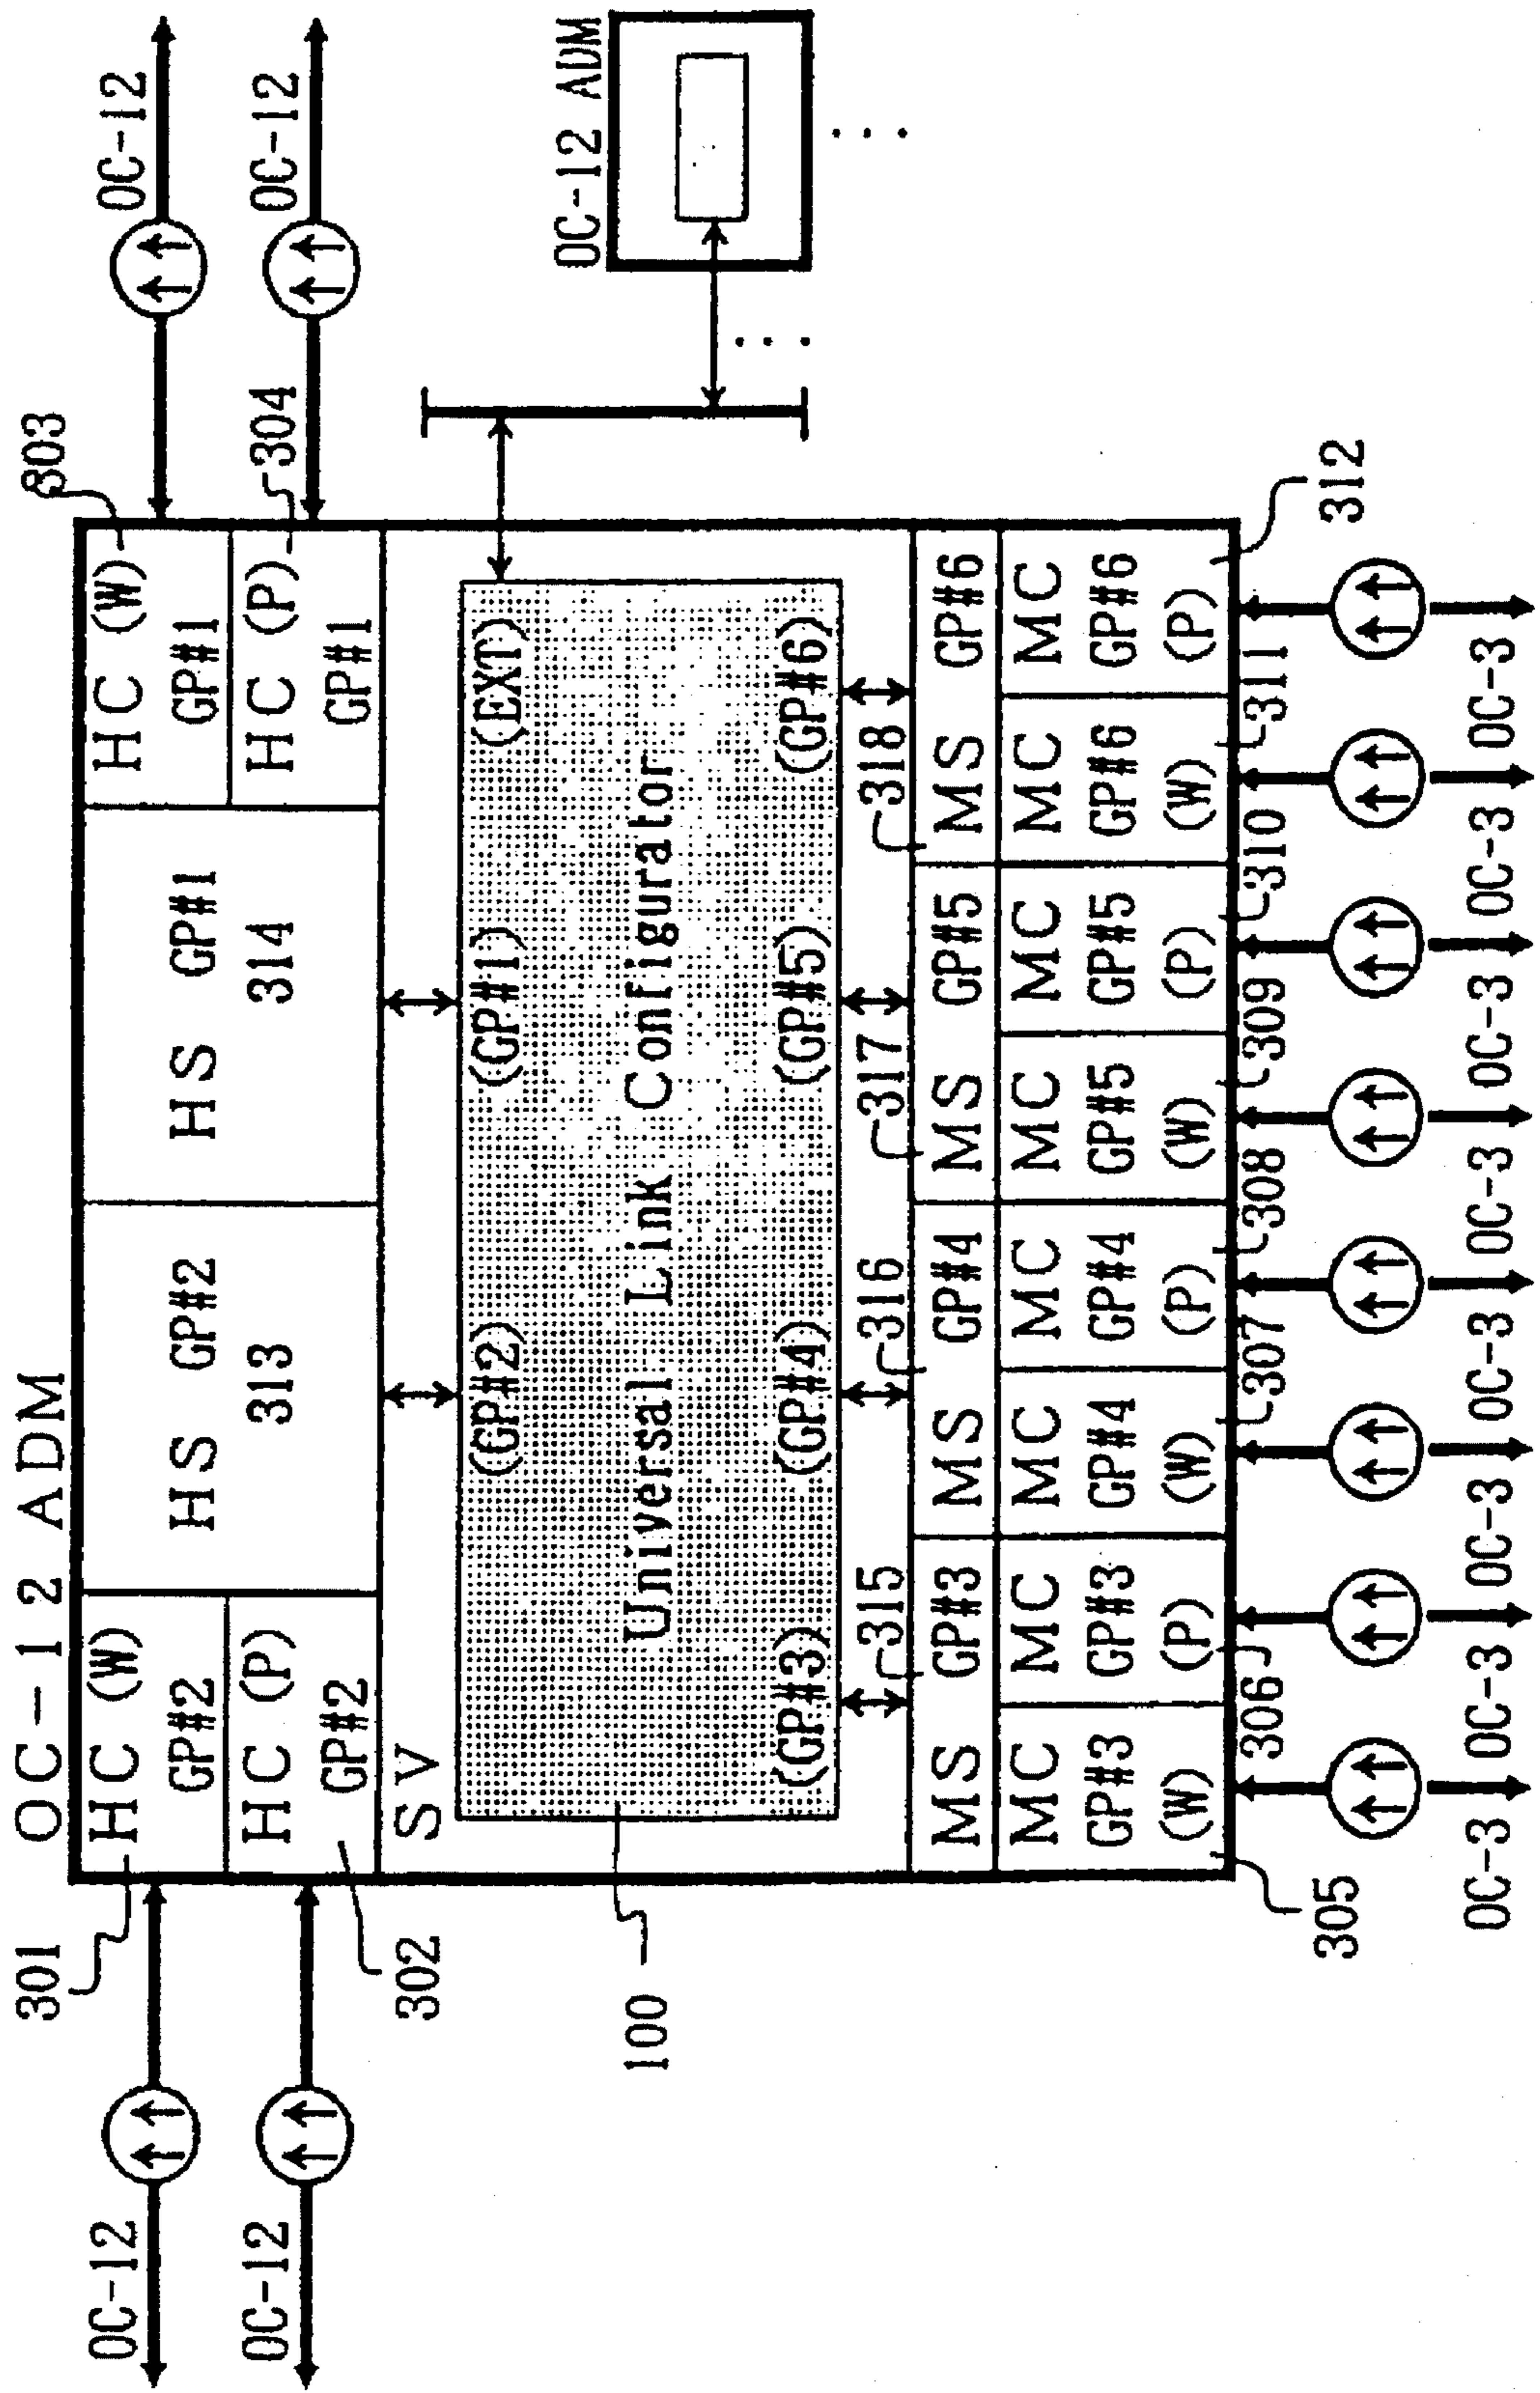 OC-12 ADM
301
302
HC (W)
GP#2
HC (P)
GP#2
HS GP#2
313
HS GP#1
314
HC (W)
GP#1
HC (P)
GP#1
303
304
OC-12
OC-12
OC-12
OC-12
OC-12 ADM
SV
100
(GP#2)
(GP#1)
(EXT)
Universal Link Configurator
(GP#3)
(GP#4)
(GP#5)
(GP#6)
315
316
317
318
MS GP#3
MS GP#4
MS GP#5
MS GP#6
MC
GP#3
(W)
MC
GP#3
(P)
MC
GP#4
(W)
MC
GP#4
(P)
MC
GP#5
(W)
MC
GP#5
(P)
MC
GP#6
(W)
MC
GP#6
(P)
305
306
307
308
309
310
311
312
OC-3
OC-3
OC-3
OC-3
OC-3
OC-3
OC-3
OC-3